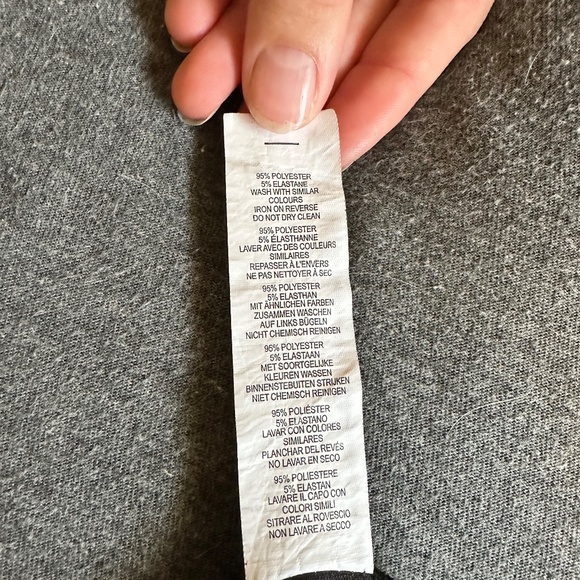 95% POLYESTER
5% ELASTANE
WASH WITH SIMILAR
COLOURS
IRON ON REVERSE
DO NOT DRY CLEAN
95% POLYESTER
5% ÉLASTHANNE
LAVER AVEC DES COULEURS
SIMILAIRES
REPASSER À L'ENVERS
NE PAS NETTOYER À SEC
95% POLYESTER
5% ELASTHAN
MIT ÄHNLICHEN FARBEN
ZUSAMMEN WASCHEN
AUF LINKS BÜGELN
NICHT CHEMISCH REINIGEN
95% POLYESTER
5% ELASTAAN
MET SOORTGELIJKE
KLEUREN WASSEN
BINNENSTEBUITEN STRIJKEN
NIET CHEMISCH REINIGEN
95% POLIÉSTER
5% ELASTANO
LAVAR CON COLORES
SIMILARES
PLANCHAR DEL REVÉS
NO LAVAR EN SECO
95% POLIESTERE
5% ELASTAN
LAVARE IL CAPO CON
COLORI SIMILI
SITRARE AL ROVESCIO
NON LAVARE A SECCO